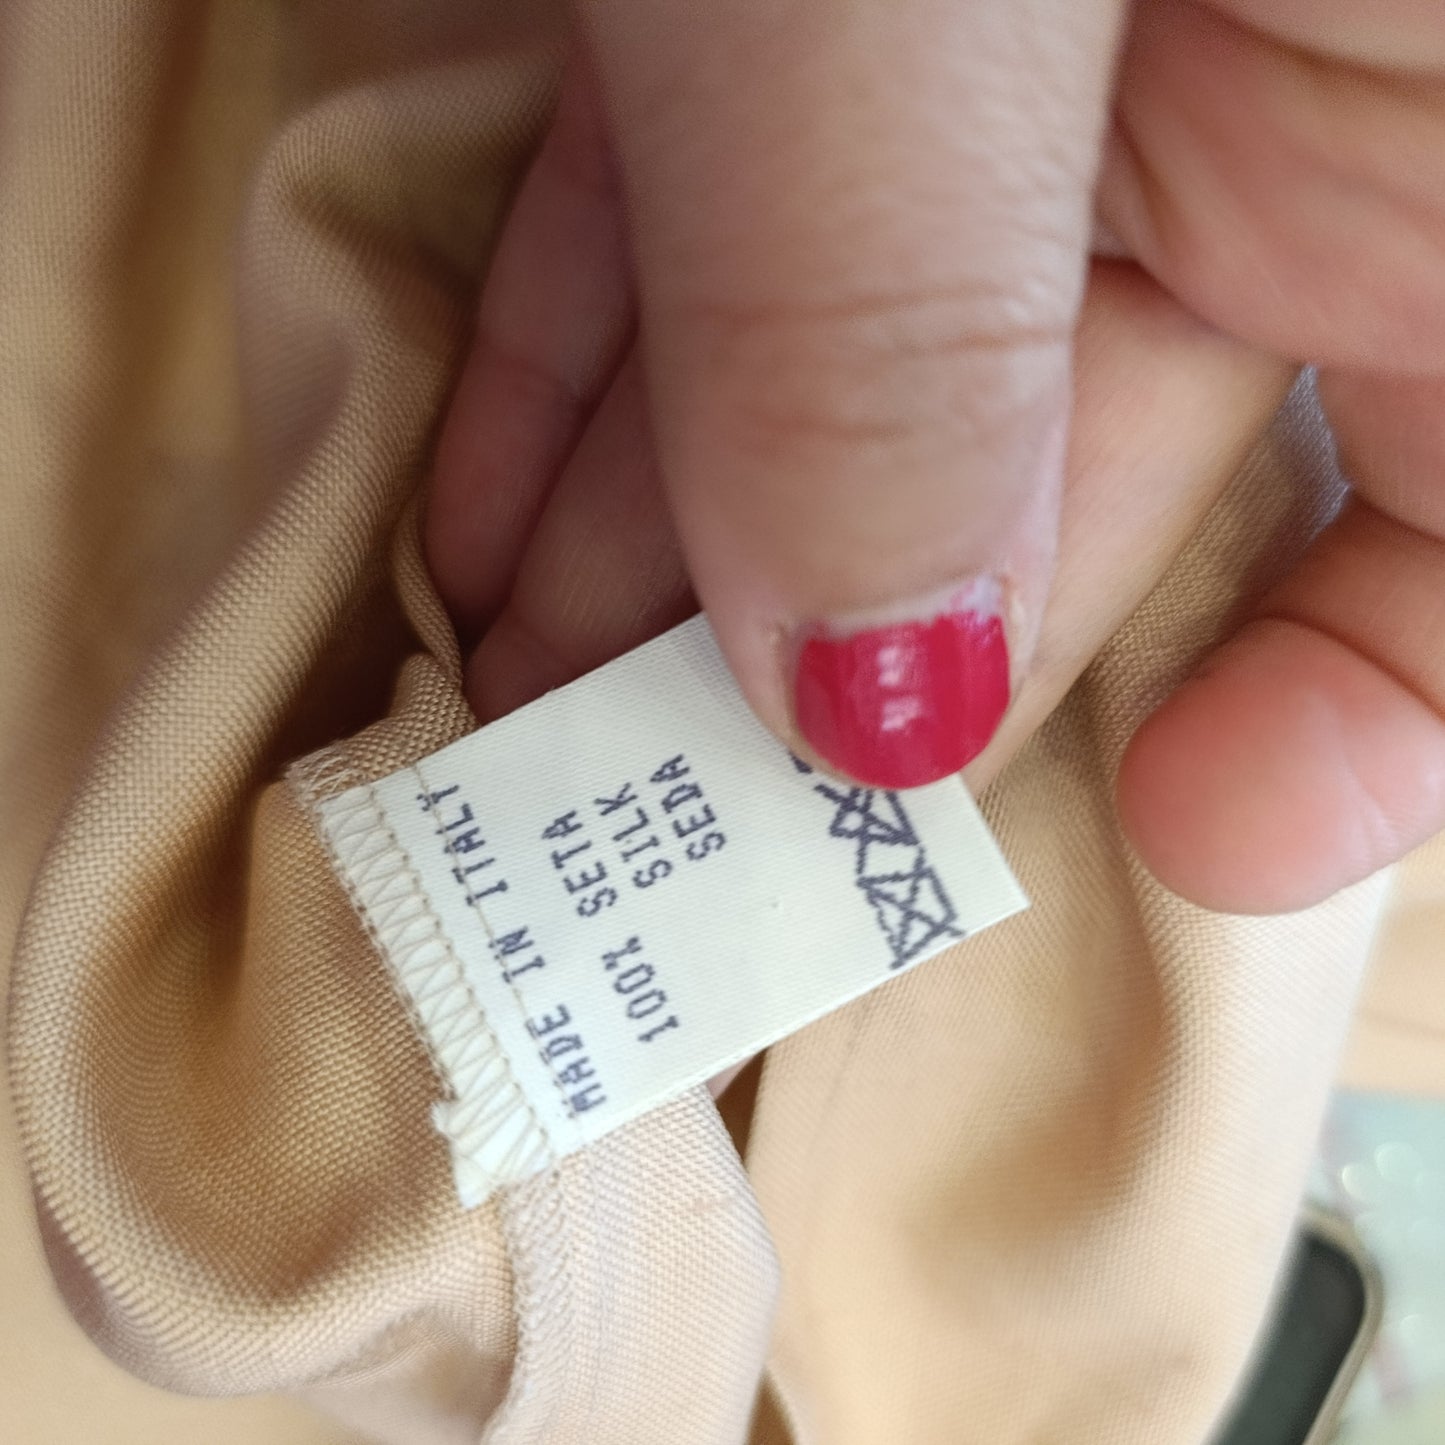 MADE IN ITALY
100% SETA
SILK
SEDA